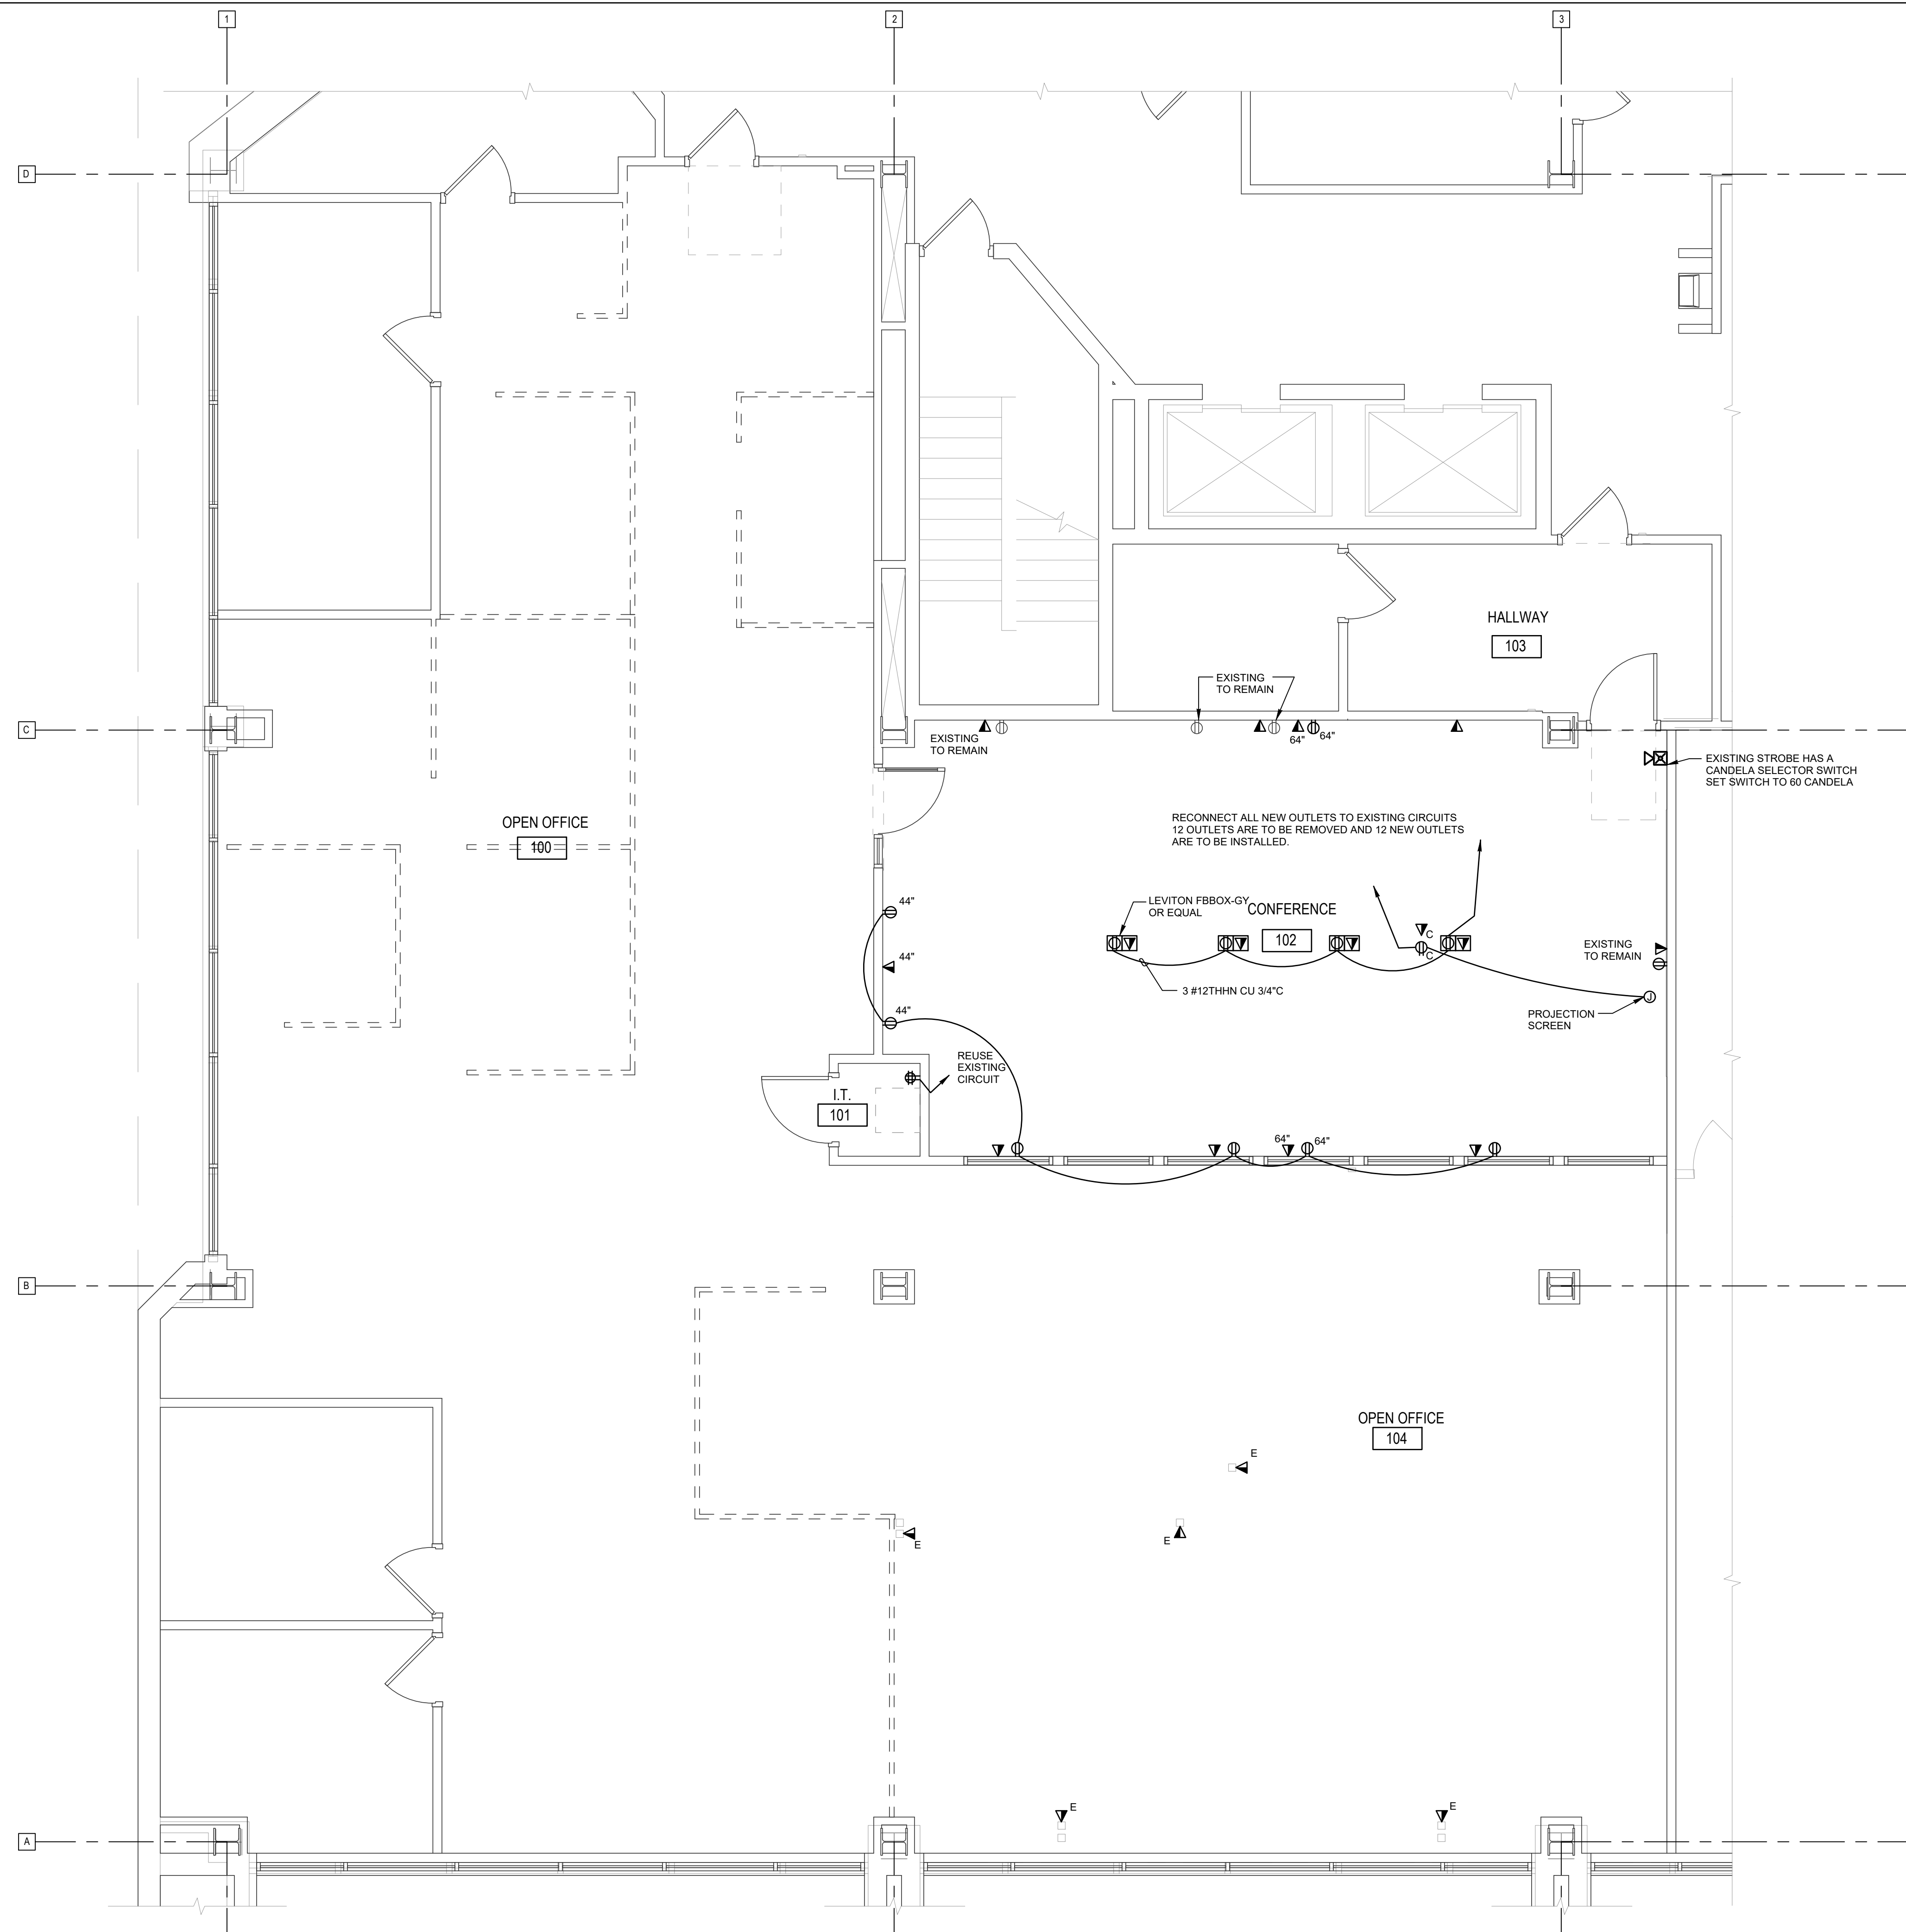 1
2
3
D
HALLWAY
103
EXISTING
TO REMAIN
C
EXISTING
TO REMAIN
64"
64"
EXISTING STROBE HAS A
CANDELA SELECTOR SWITCH
SET SWITCH TO 60 CANDELA
OPEN OFFICE
100
RECONNECT ALL NEW OUTLETS TO EXISTING CIRCUITS
12 OUTLETS ARE TO BE REMOVED AND 12 NEW OUTLETS
ARE TO BE INSTALLED.
44"
LEVITON FBBOX-GY
OR EQUAL
CONFERENCE
102
C
C
EXISTING
TO REMAIN
44"
3 #12THHN CU 3/4"C
J
44"
PROJECTION
SCREEN
REUSE
EXISTING
CIRCUIT
I.T.
101
64"
64"
B
OPEN OFFICE
104
E
E
E
E
E
A